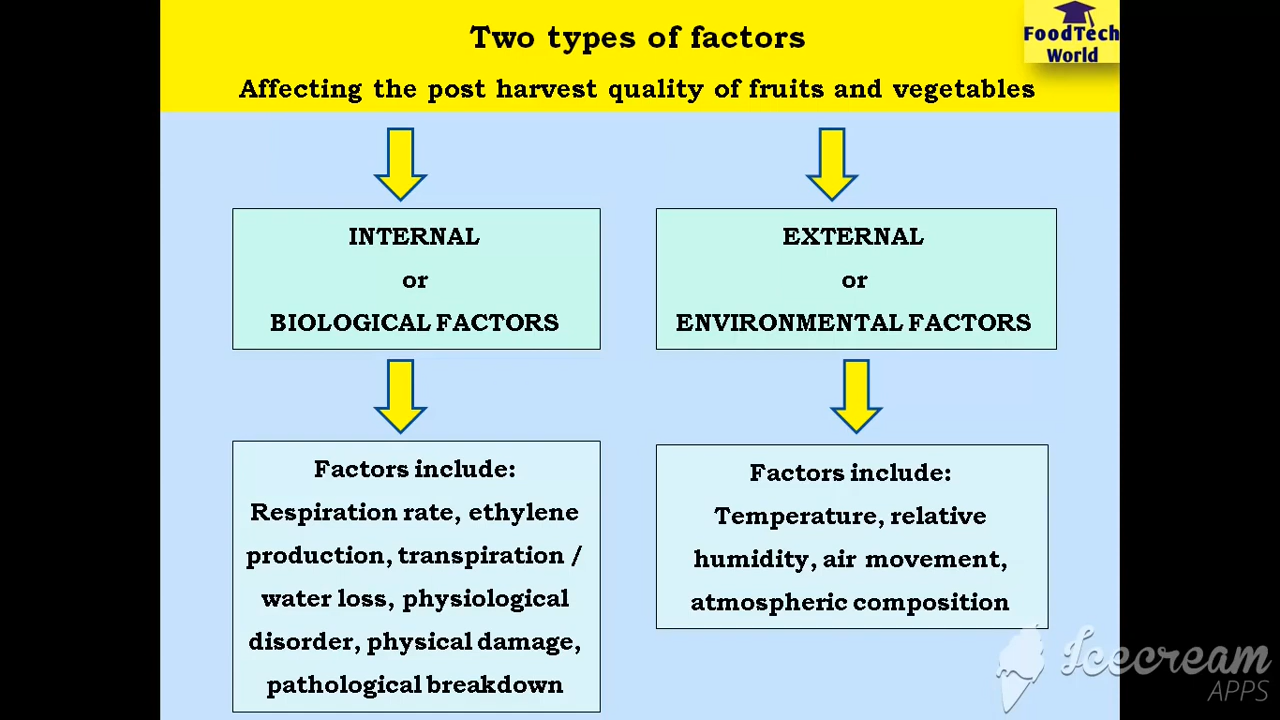 Two types of factors
Affecting the post harvest quality of fruits and vegetables
FoodTech
World
INTERNAL
or
BIOLOGICAL FACTORS
EXTERNAL
or
ENVIRONMENTAL FACTORS
Factors include:
Respiration rate, ethylene
production, transpiration /
water loss, physiological
disorder, physical damage,
pathological breakdown
Factors include:
Temperature, relative
humidity, air movement,
atmospheric composition
Icecream
APPS